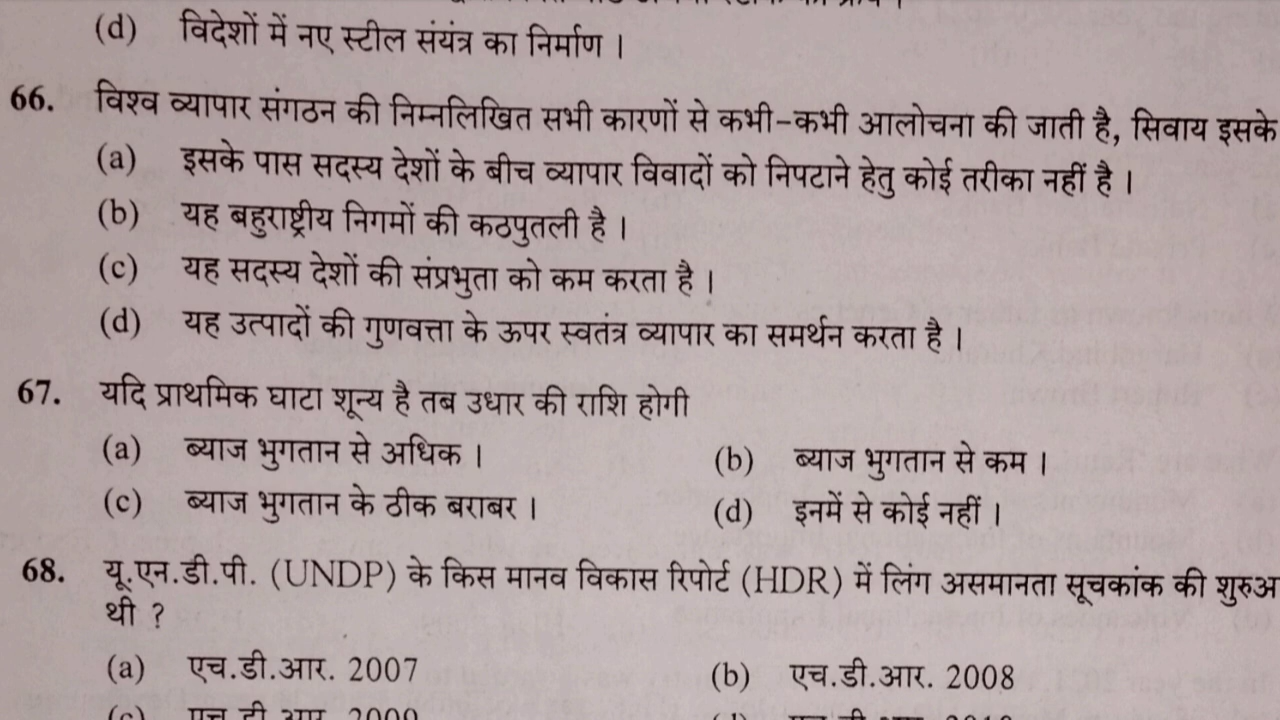 (d) विदेशों में नए स्टील संयंत्र का निर्माण ।
66. विश्व व्यापार संगठन की निम्नलिखित सभी कारणों से कभी-कभी आलोचना की जाती है, सिवाय इसके
(a) इसके पास सदस्य देशों के बीच व्यापार विवादों को निपटाने हेतु कोई तरीका नहीं है ।
(b) यह बहुराष्ट्रीय निगमों की कठपुतली है ।
(c) यह सदस्य देशों की संप्रभुता को कम करता है ।
(d) यह उत्पादों की गुणवत्ता के ऊपर स्वतंत्र व्यापार का समर्थन करता है ।
67. यदि प्राथमिक घाटा शून्य है तब उधार की राशि होगी
(a) ब्याज भुगतान से अधिक । (b) ब्याज भुगतान से कम ।
(c) ब्याज भुगतान के ठीक बराबर । (d) इनमें से कोई नहीं ।
68. यू.एन.डी.पी. (UNDP) के किस मानव विकास रिपोर्ट (HDR) में लिंग असमानता सूचकांक की शुरुअ
थी ?
(a) एच.डी.आर. 2007 (b) एच.डी.आर. 2008